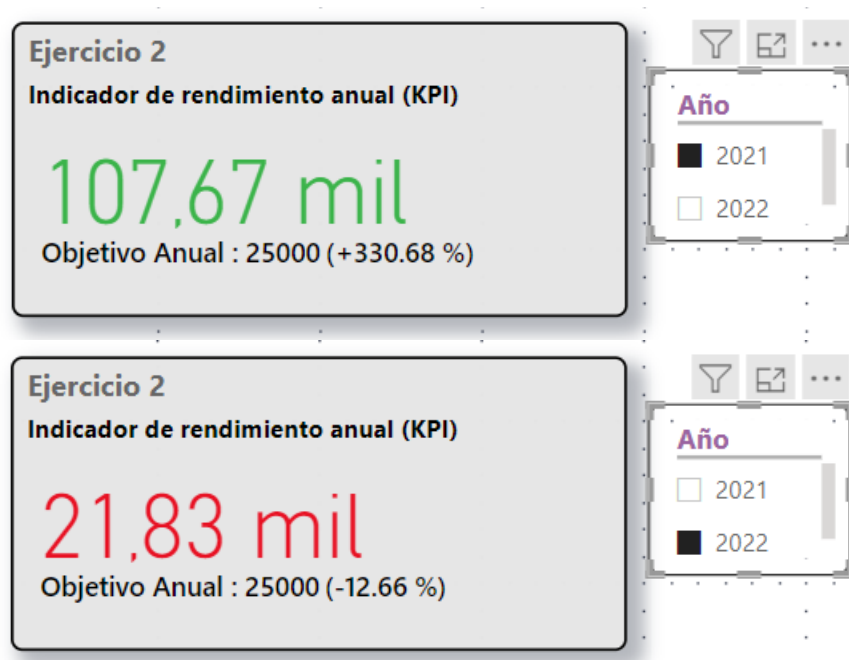 Ejercicio 2
Indicador de rendimiento anual (KPI)
107,67 mil
Objetivo Anual : 25000 (+330.68 %)
Año
2021
2022
Ejercicio 2
Indicador de rendimiento anual (KPI)
21,83 mil
Objetivo Anual : 25000 (-12.66 %)
Año
2021
2022